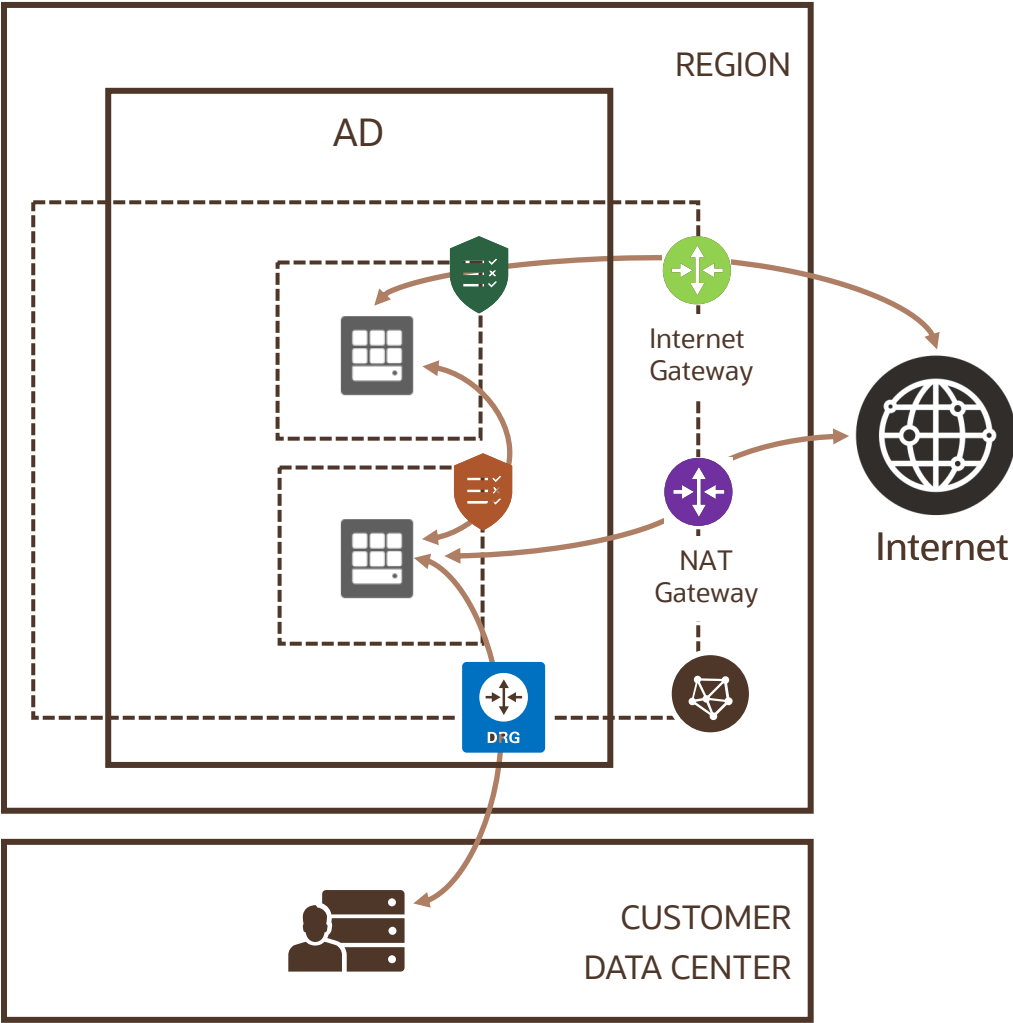 REGION
AD
Internet
Gateway
Internet
NAT
Gateway
DRG
CUSTOMER
DATA CENTER